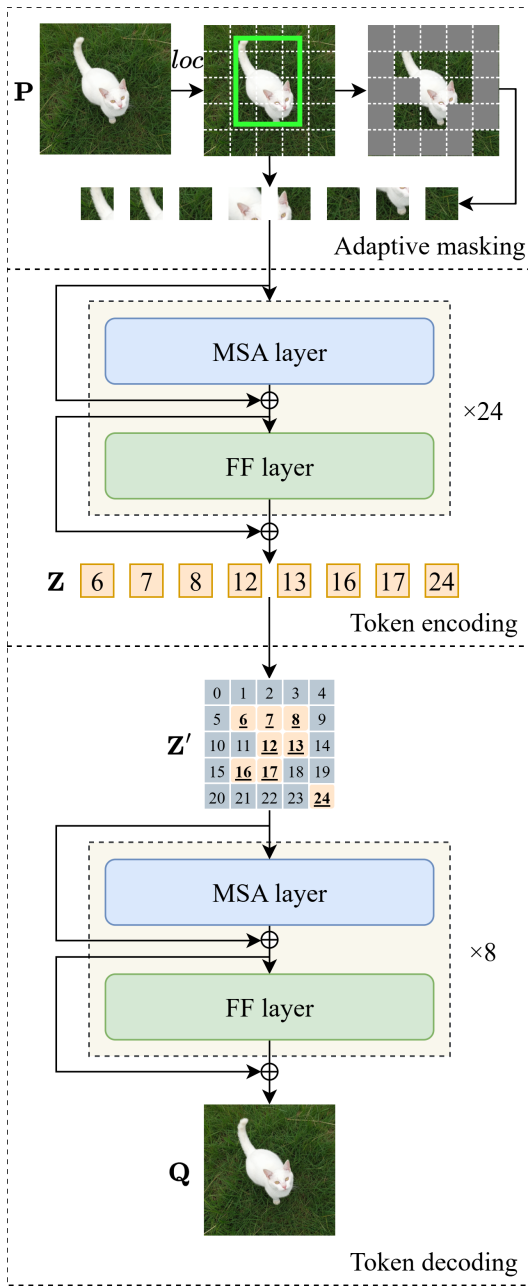 P
loc
Adaptive masking
MSA layer
×24
FF layer
Z 6 7 8 12 13 16 17 24
Token encoding
0 1 2 3 4
5 6 7 8 9
Z′
10 11 12 13 14
15 16 17 18 19
20 21 22 23 24
MSA layer
×8
FF layer
Q
Token decoding